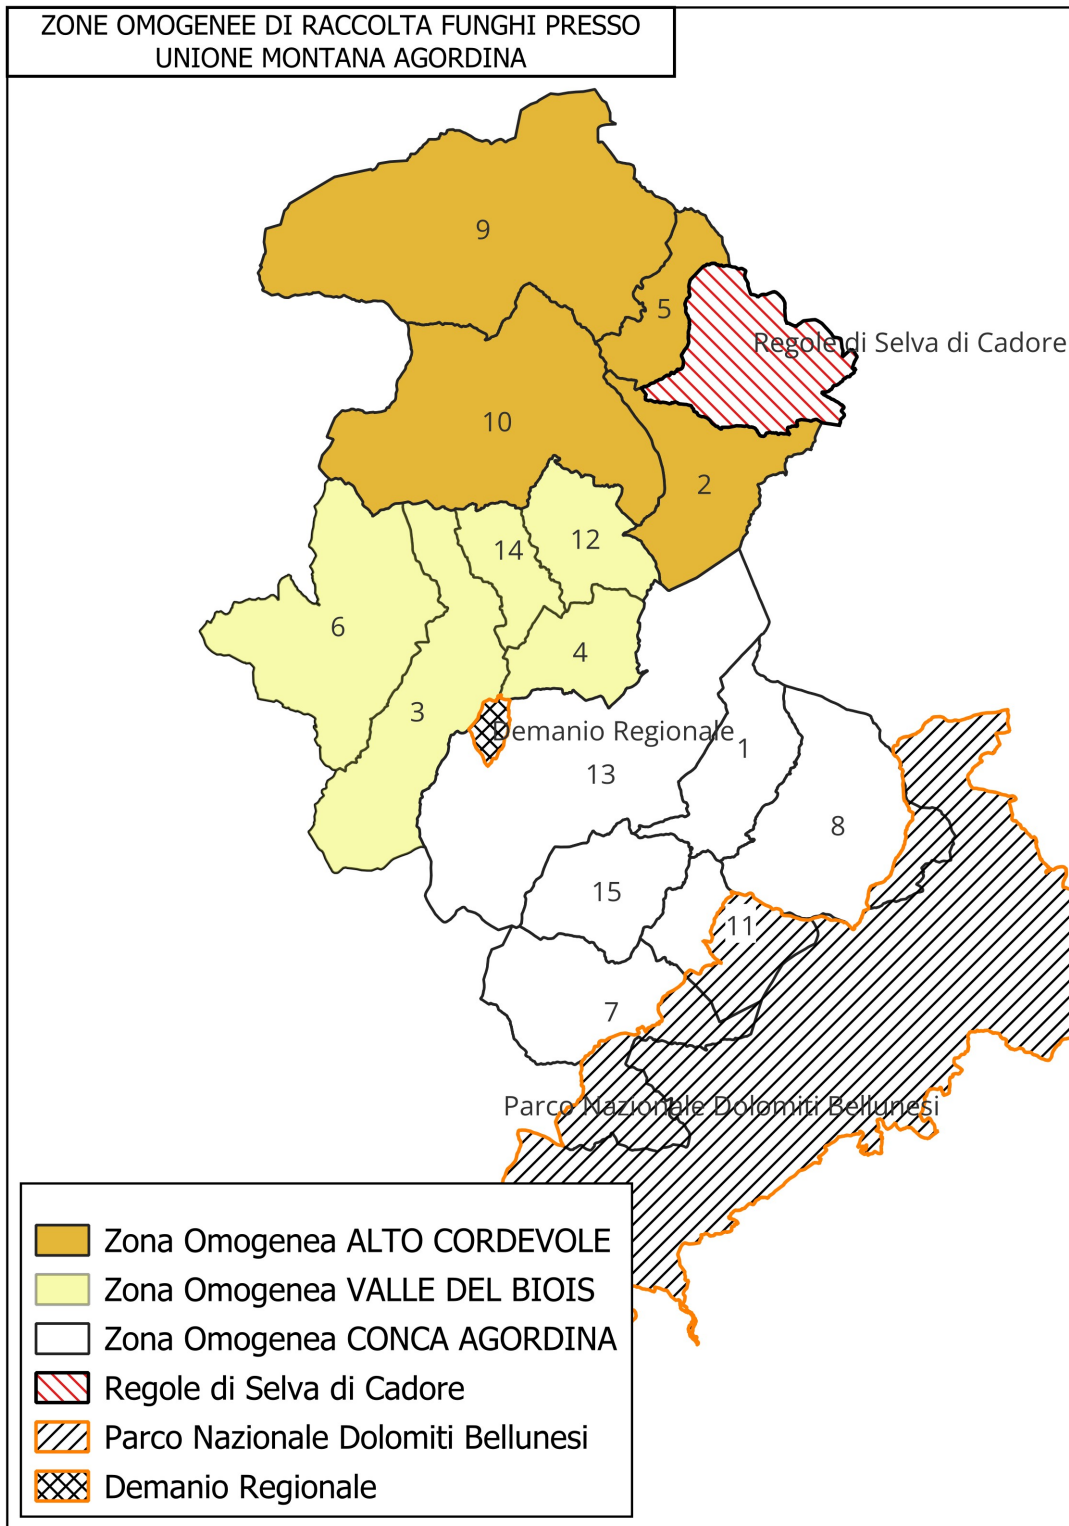 ZONE OMOGENEE DI RACCOLTA FUNGHI PRESSO
UNIONE MONTANA AGORDINA
9
5
Regole di Selva di Cadore
10
2
12
14
6
4
3
Demanio Regionale
1
13
8
15
11
7
Parco Nazionale Dolomiti Bellunesi
Zona Omogenea ALTO CORDEVOLE
Zona Omogenea VALLE DEL BIOIS
Zona Omogenea CONCA AGORDINA
Regole di Selva di Cadore
Parco Nazionale Dolomiti Bellunesi
Demanio Regionale